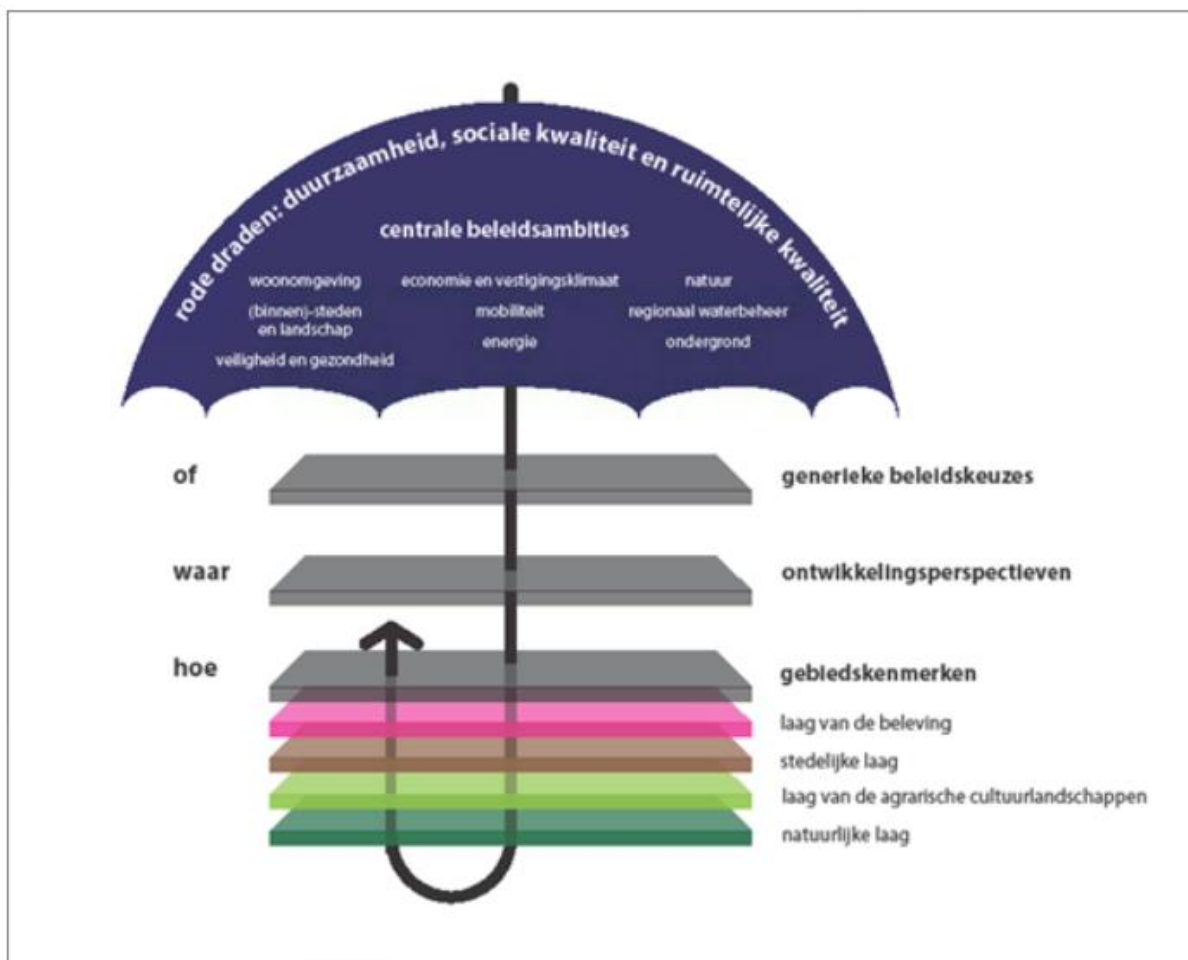 rode draden: duurzaamheid, sociale kwaliteit en ruimtelijke kwaliteit
centrale beleidsambities
woonomgeving
(binnen)-steden
en landschap
veiligheid en gezondheid
economie en vestigingsklimaat
mobiliteit
energie
natuur
regionaal waterbeheer
ondergrond
of
generieke beleidskeuzes
waar
ontwikkelingsperspectieven
hoe
gebiedskenmerken
laag van de beleving
stedelijke laag
laag van de agrarische cultuurlandschappen
natuurlijke laag